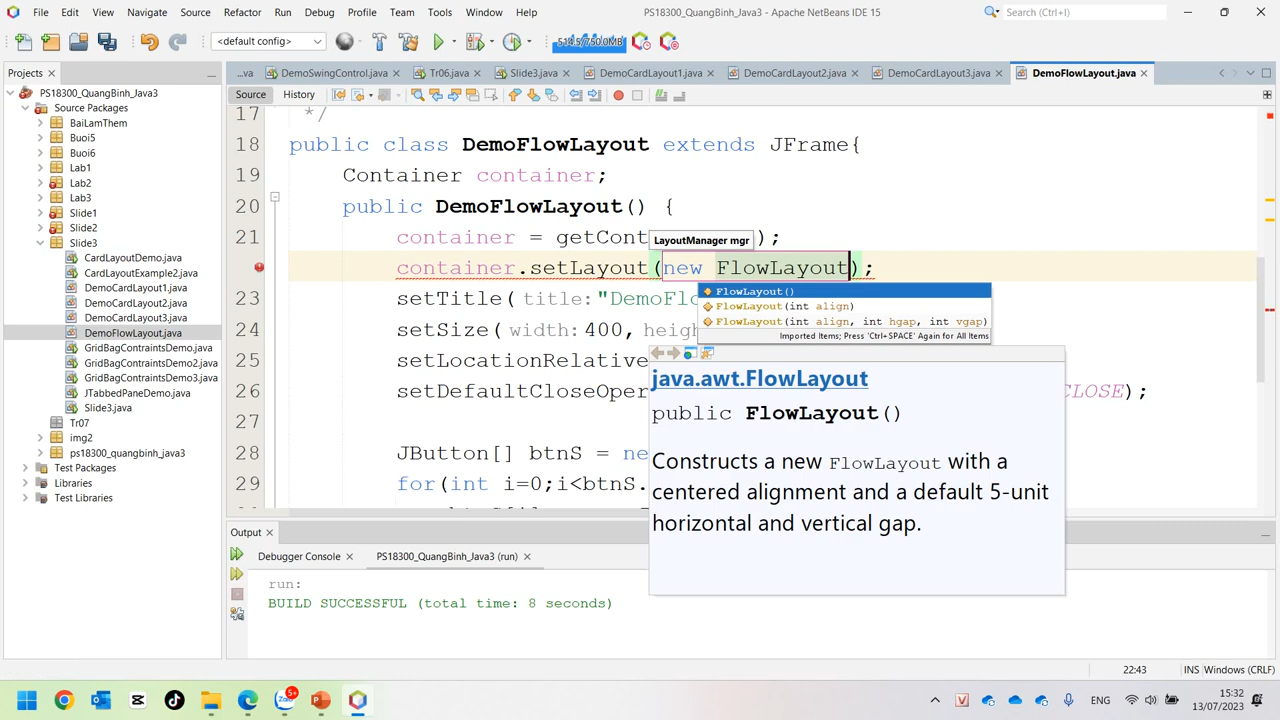 File Edit View Navigate Source Refactor Run Debug Profile Team Tools Window Help PS18300_QuangBinh_Java3 - Apache NetBeans IDE 15 Search (Ctrl+I)
<default config> 514.5/750.0MB
Projects ...va DemoSwingControl.java Tr06.java Slide3.java DemoCardLayout1.java DemoCardLayout2.java DemoCardLayout3.java DemoFlowLayout.java
PS18300_QuangBinh_Java3
Source Packages
BaiLamThem
Buoi5
Buoi6
Lab1
Lab2
Lab3
Slide1
Slide2
Slide3
CardLayoutDemo.java
CardLayoutExample2.java
DemoCardLayout1.java
DemoCardLayout2.java
DemoCardLayout3.java
DemoFlowLayout.java
GridBagContraintsDemo.java
GridBagContraintsDemo2.java
GridBagContraintsDemo3.java
JTabbedPaneDemo.java
Slide3.java
Tr07
img2
ps18300_quangbinh_java3
Test Packages
Libraries
Test Libraries
Source History
17 */
18 public class DemoFlowLayout extends JFrame{
19 Container container;
20 public DemoFlowLayout() {
21 container = getCont );
LayoutManager mgr
container.setLayout(new FlowLayout);
23 setTitle(title:"DemoFl
24 setSize(width:400, heigh
25 setLocationRelative
26 setDefaultCloseOper CLOSE);
27
28 JButton[] btnS = ne
29 for(int i=0;i<btnS.
FlowLayout()
FlowLayout(int align)
FlowLayout(int align, int hgap, int vgap)
Imported Items; Press 'Ctrl+SPACE' Again for All Items
java.awt.FlowLayout
public FlowLayout()
Constructs a new FlowLayout with a
centered alignment and a default 5-unit
horizontal and vertical gap.
Output
Debugger Console PS18300_QuangBinh_Java3 (run)
run:
BUILD SUCCESSFUL (total time: 8 seconds)
22:43 INS Windows (CRLF)
5+ Zalo V ENG 15:32
13/07/2023